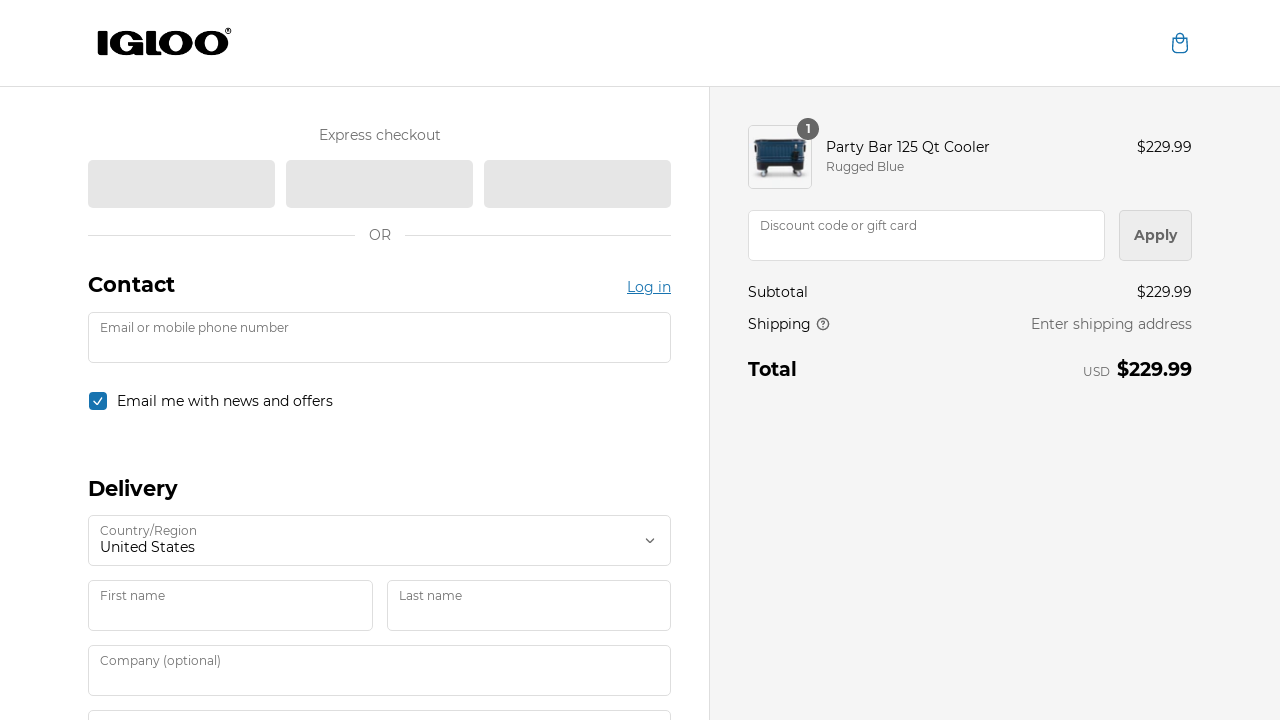 IGLOO®
Express checkout
OR
Contact
Log in
Email or mobile phone number
Email me with news and offers
Delivery
Country/Region
United States
First name
Last name
Company (optional)
1
Party Bar 125 Qt Cooler
$229.99
Rugged Blue
Discount code or gift card
Apply
Subtotal
$229.99
Shipping
Enter shipping address
Total
USD $229.99